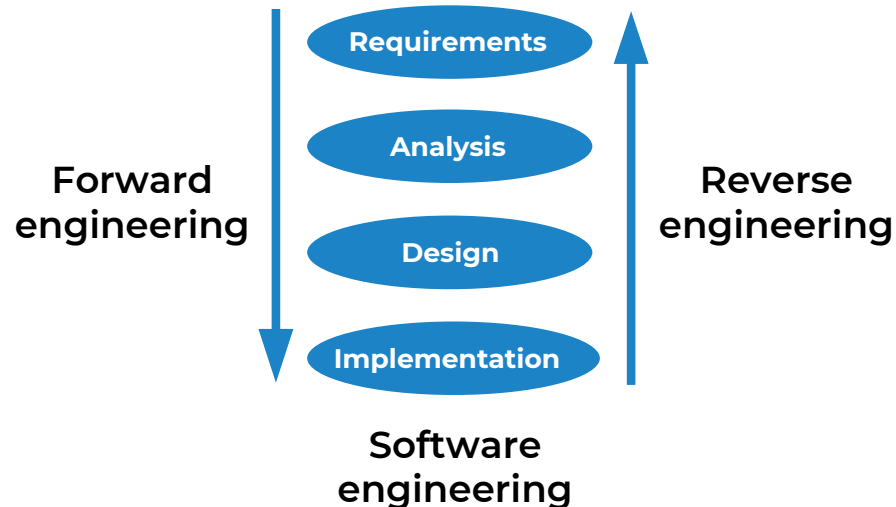 Requirements
Analysis
Forward
engineering
Reverse
engineering
Design
Implementation
Software
engineering